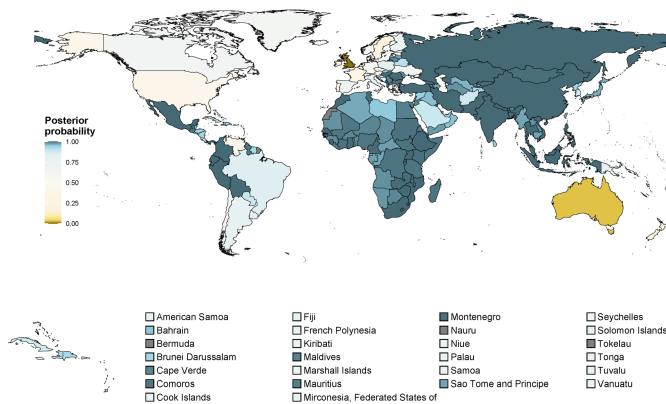 Posterior
probability
1.00
0.75
0.50
0.25
0.00
American Samoa
Bahrain
Bermuda
Brunei Darussalam
Cape Verde
Comoros
Cook Islands
Fiji
French Polynesia
Kiribati
Maldives
Marshall Islands
Mauritius
Mirconesia, Federated States of
Montenegro
Nauru
Niue
Palau
Samoa
Sao Tome and Principe
Seychelles
Solomon Islands
Tokelau
Tonga
Tuvalu
Vanuatu